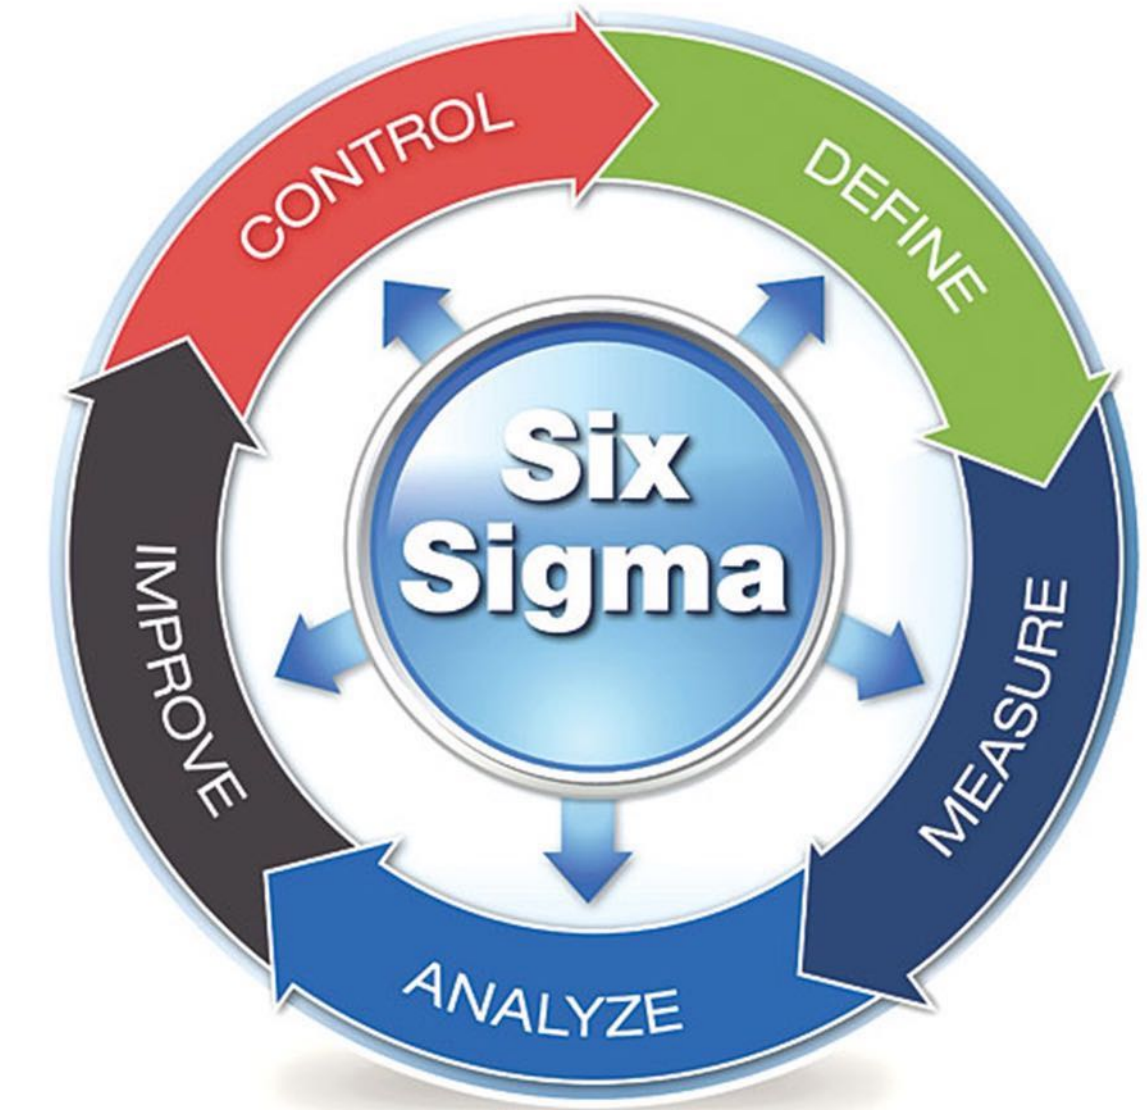 CONTROL
DEFINE
Six
Sigma
IMPROVE
MEASURE
ANALYZE